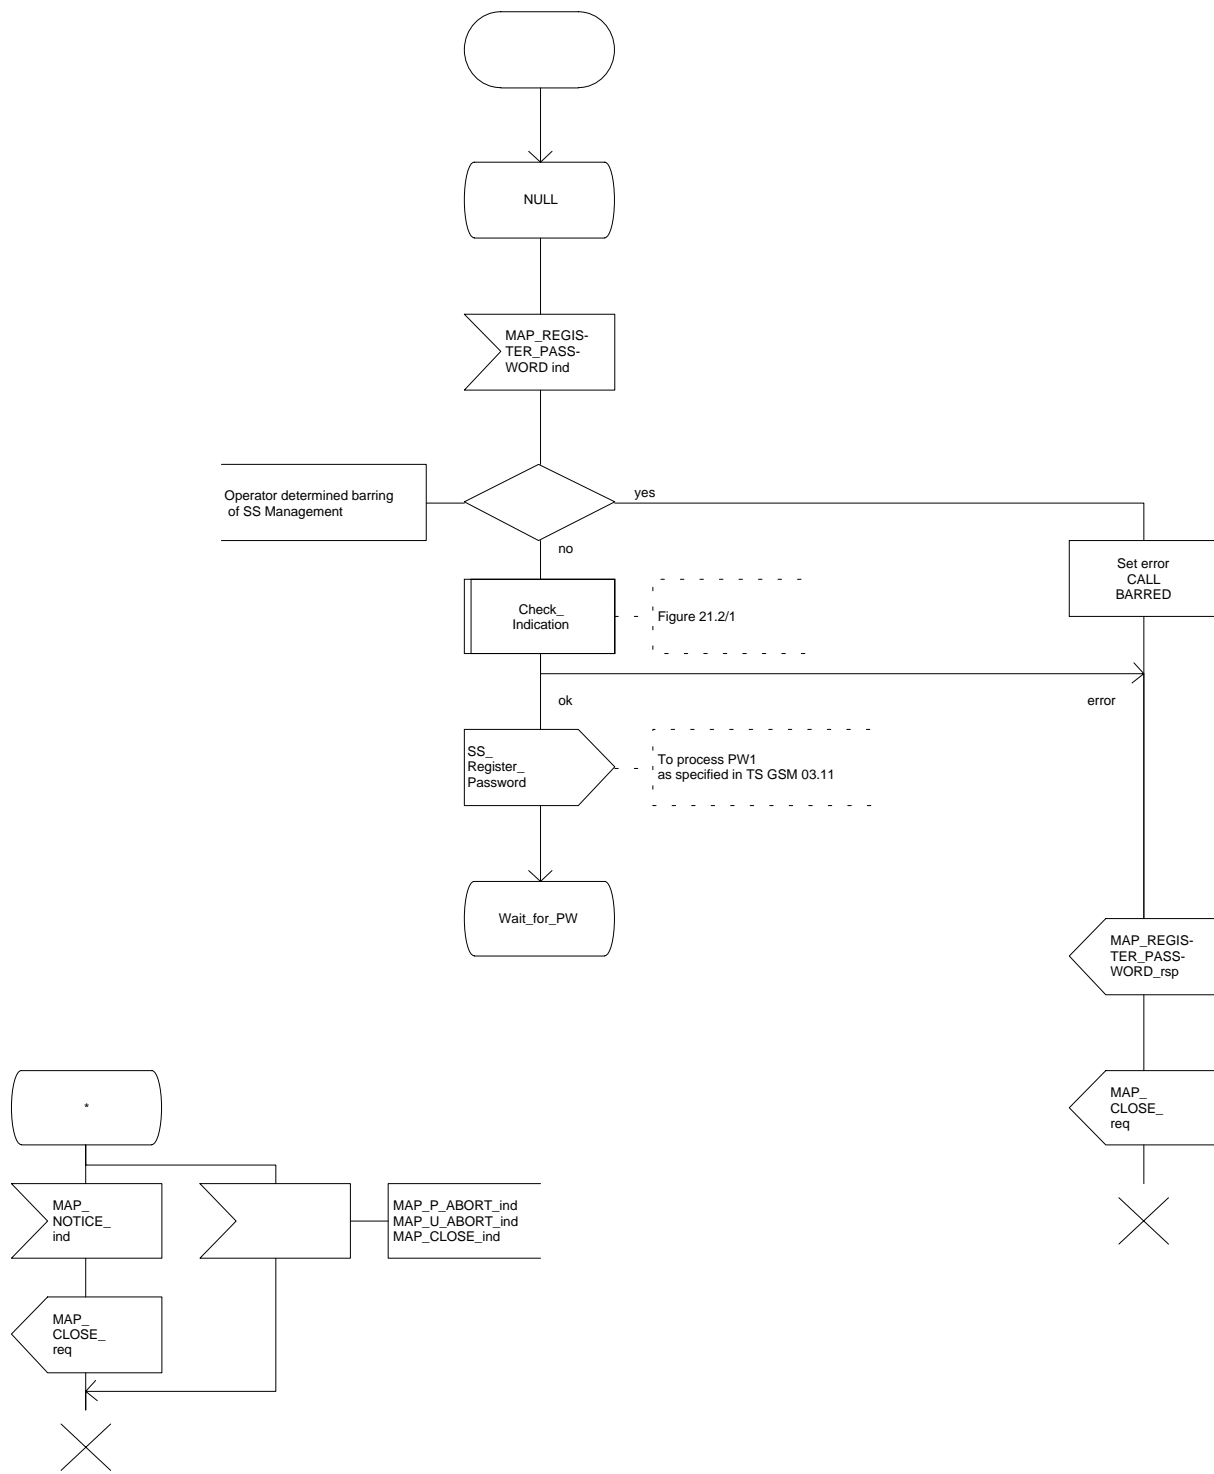 NULL
MAP_REGIS-
TER_PASS-
WORD ind
Operator determined barring
of SS Management
yes
no
Set error
CALL
BARRED
Check_
Indication
Figure 21.2/1
ok
error
SS_
Register_
Password
To process PW1
as specified in TS GSM 03.11
Wait_for_PW
MAP_REGIS-
TER_PASS-
WORD_rsp
MAP_
CLOSE_
req
*
MAP_
NOTICE_
ind
MAP_P_ABORT_ind
MAP_U_ABORT_ind
MAP_CLOSE_ind
MAP_
CLOSE_
req